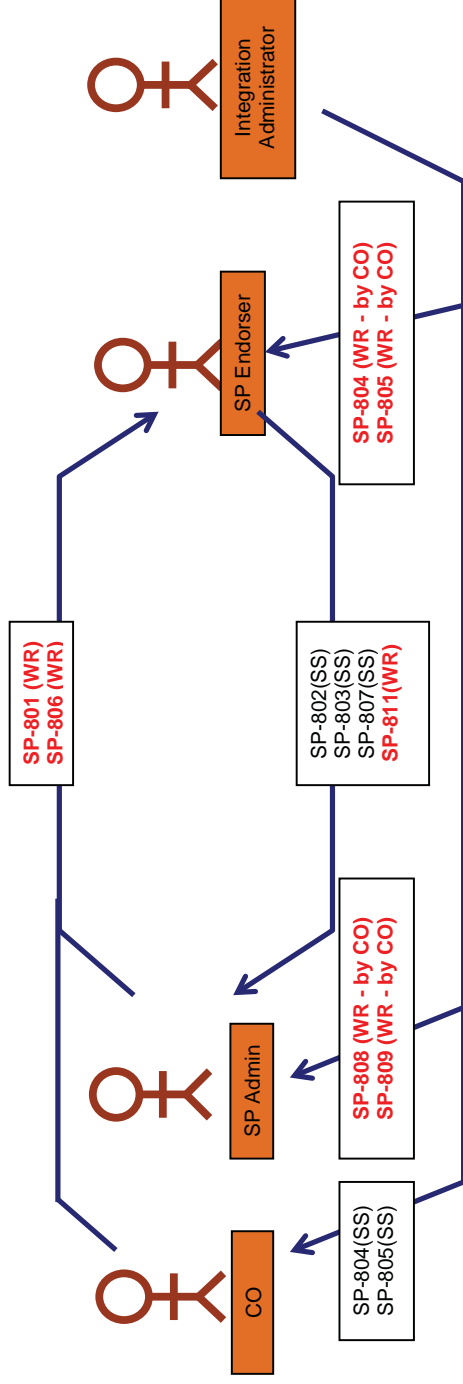 SP-801 (WR)
SP-806 (WR)
CO
SP Admin
SP Endorser
Integration
Administrator
SP-802(SS)
SP-803(SS)
SP-807(SS)
SP-811(WR)
SP-804(SS)
SP-805(SS)
SP-808 (WR - by CO)
SP-809 (WR - by CO)
SP-804 (WR - by CO)
SP-805 (WR - by CO)